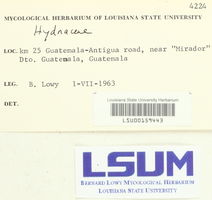 4224
MYCOLOGICAL HERBARIUM OF LOUISIANA STATE UNIVERSITY
Hydnaceae
LOC. km 25 Guatemala-Antigua road, near "Mirador"
Dto. Guatemala, Guatemala
LEG. B. Lowy 1-VII-1963
DET.
Louisiana State University Herbarium
LSU00159443
LSUM
BERNARD LOWY MYCOLOGICAL HERBARIUM
LOUISIANA STATE UNIVERSITY